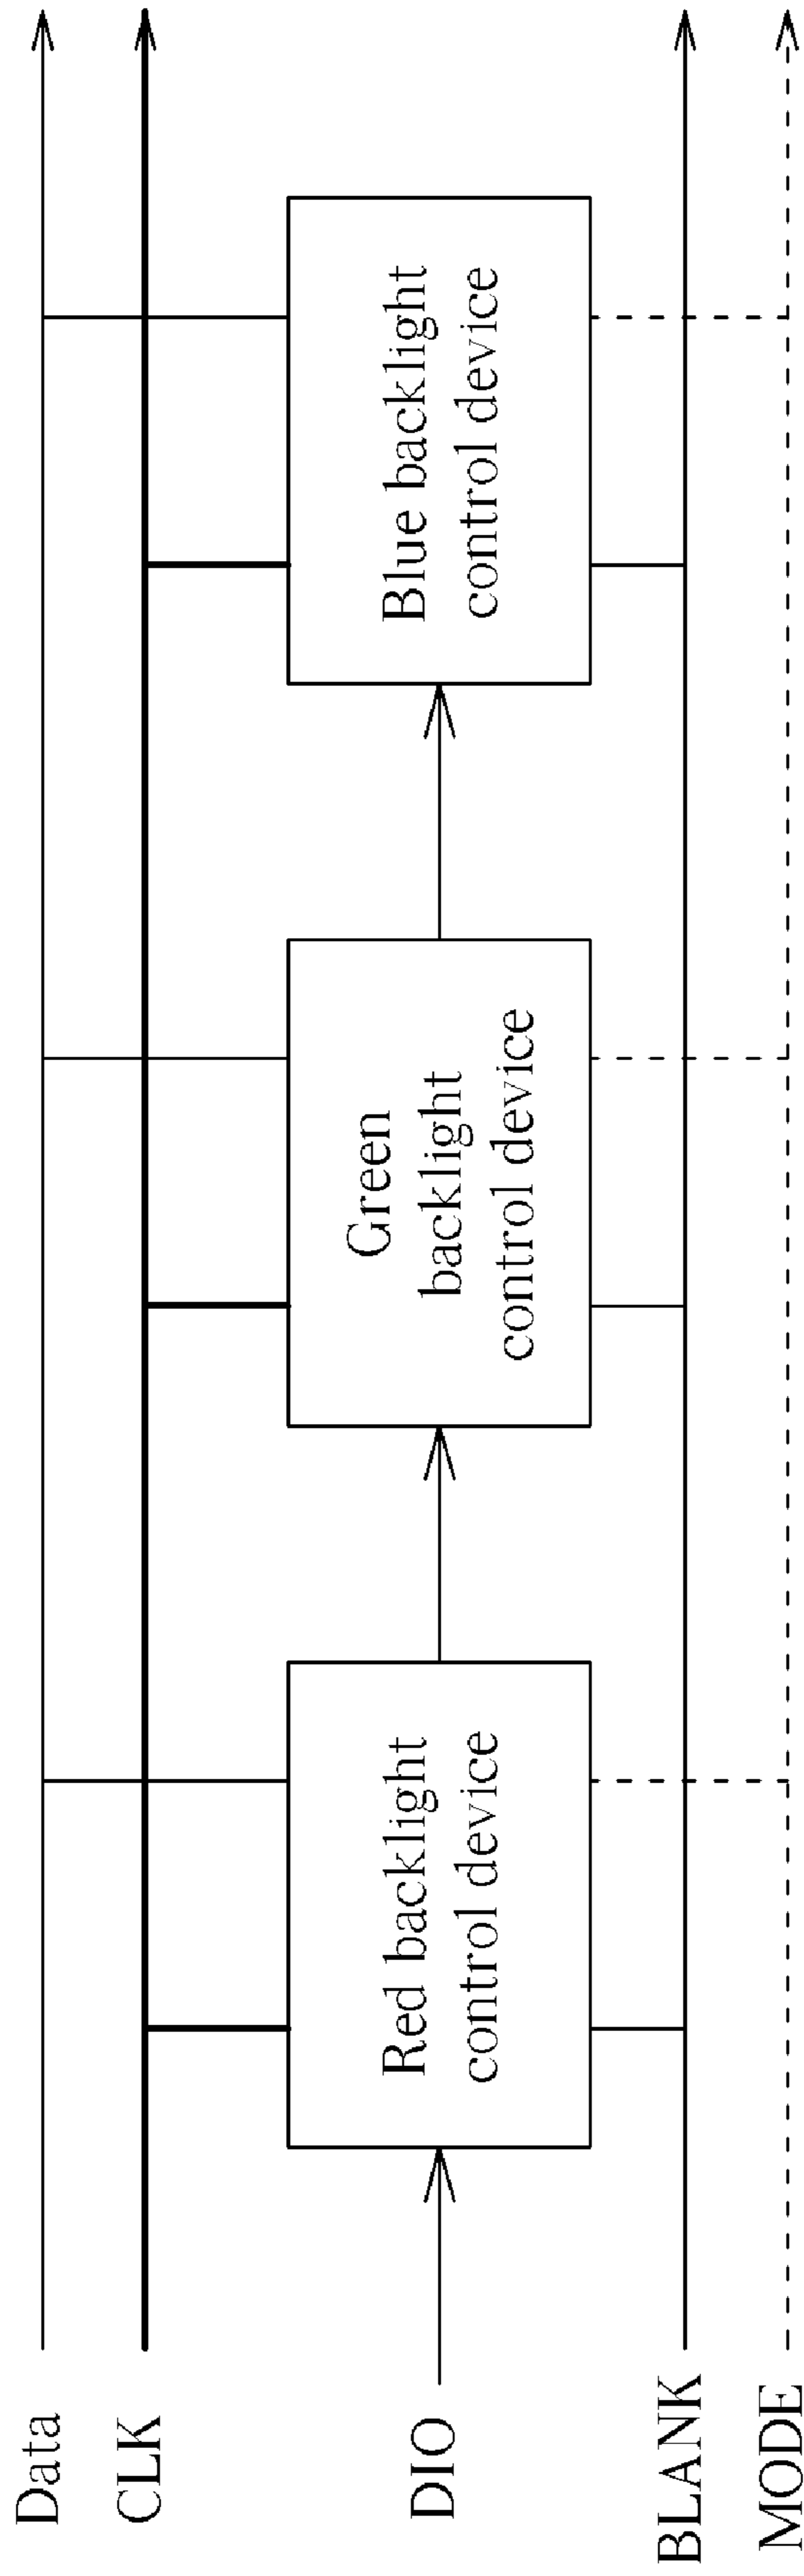 Data
CLK
DIO
BLANK
MODE
Red backlight
control device
Green
backlight
control device
Blue backlight
control device